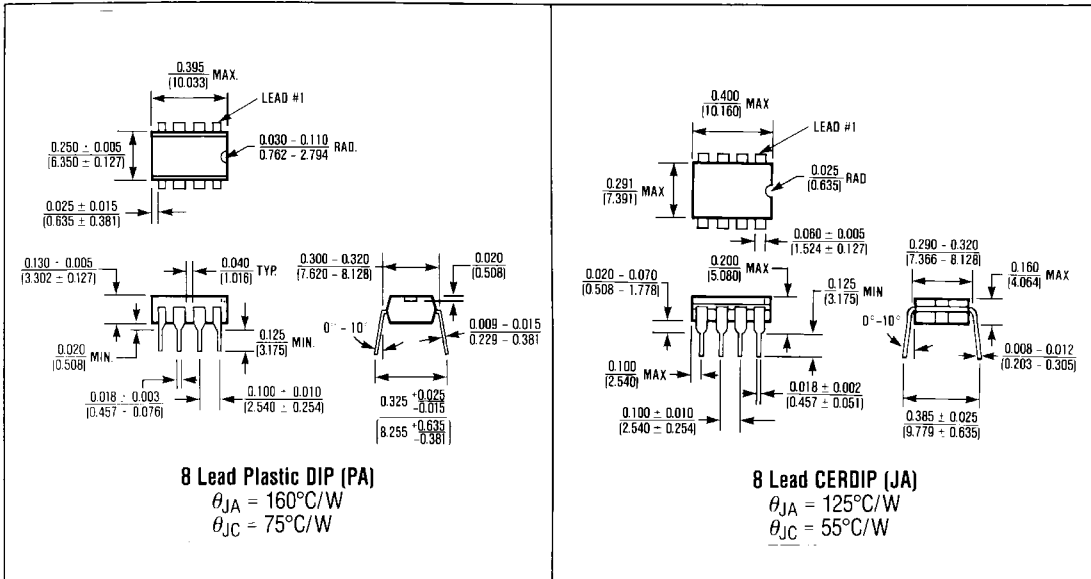 0.395
(10.033) MAX.
LEAD #1
0.250 ± 0.005
(6.350 ± 0.127)
0.030 - 0.110
0.762 - 2.794 RAD.
0.025 ± 0.015
(0.635 ± 0.381)
0.130 - 0.005
(3.302 ± 0.127)
0.040
(1.016) TYP.
0.300 - 0.320
(7.620 - 8.128)
0.020
(0.508)
0.020
(0.508) MIN.
0.125
(3.175) MIN.
0° - 10°
0.009 - 0.015
0.229 - 0.381
0.018 ± 0.003
(0.457 - 0.076)
0.100 ± 0.010
(2.540 ± 0.254)
0.325 +0.025
-0.015
(8.255 +0.635
-0.381)
8 Lead Plastic DIP (PA)
θJA = 160°C/W
θJC = 75°C/W
0.400
(10.160) MAX
LEAD #1
0.291
(7.391) MAX
0.025
(0.635) RAD
0.060 ± 0.005
(1.524 ± 0.127)
0.020 - 0.070
(0.508 - 1.778)
0.200
(5.080) MAX
0.125
(3.175) MIN
0.290 - 0.320
(7.366 - 8.128)
0.160
(4.064) MAX
0° - 10°
0.008 - 0.012
(0.203 - 0.305)
0.100
(2.540) MAX
0.018 ± 0.002
(0.457 ± 0.051)
0.100 ± 0.010
(2.540 ± 0.254)
0.385 ± 0.025
(9.779 ± 0.635)
8 Lead CERDIP (JA)
θJA = 125°C/W
θJC = 55°C/W